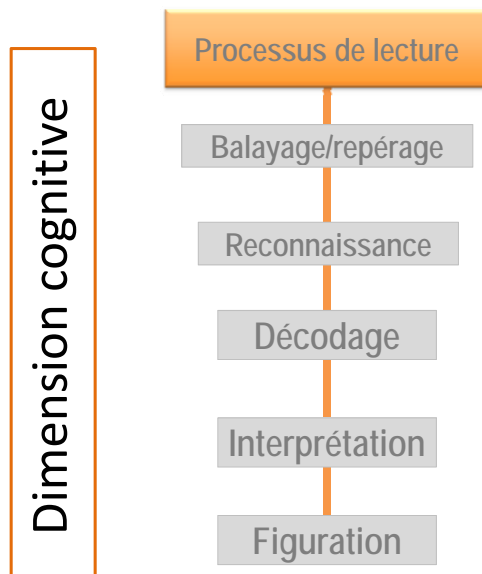 Processus de lecture
Dimension cognitive
Balayage/repérage
Reconnaissance
Décodage
Interprétation
Figuration